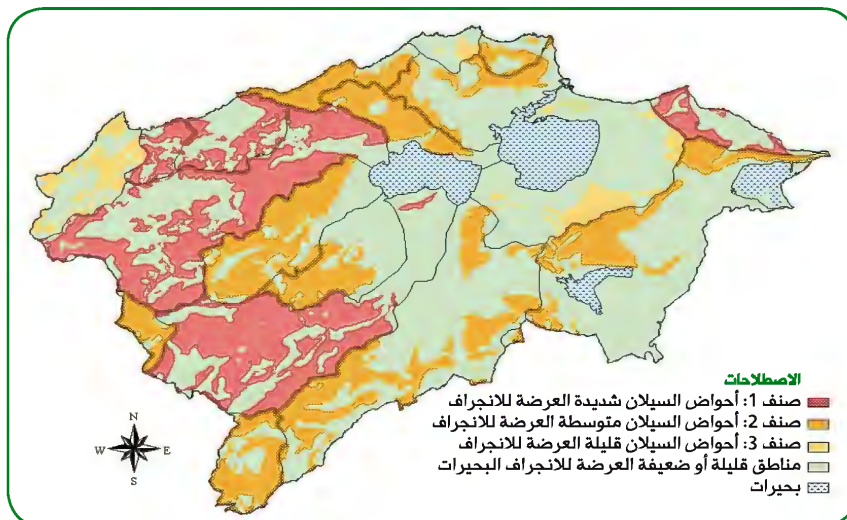 الاصطلاحات
صنف 1: أحواض السيلان شديدة العرضة للانجراف
صنف 2: أحواض السيلان متوسطة العرضة للانجراف
صنف 3: أحواض السيلان قليلة العرضة للانجراف
مناطق قليلة أو ضعيفة العرضة للانجراف البحيرات
بحيرات
N
W E
S